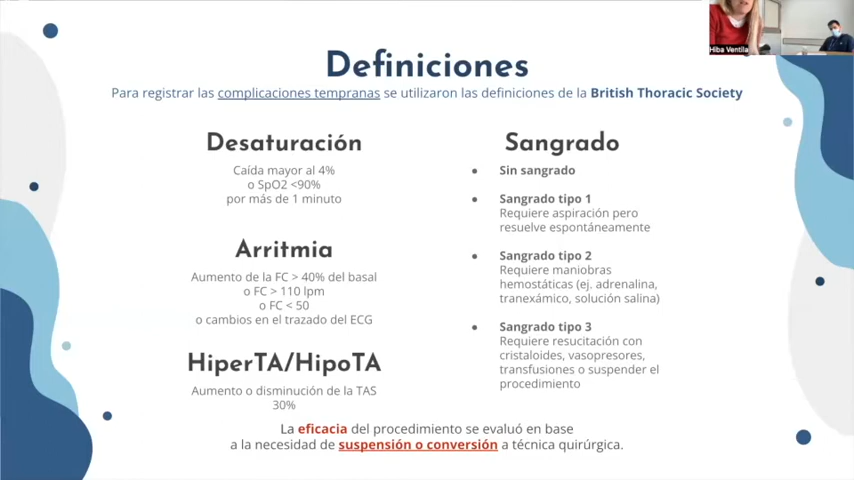 Definiciones
Para registrar las complicaciones tempranas se utilizaron las definiciones de la British Thoracic Society
Desaturación
Caída mayor al 4%
o SpO2 <90%
por más de 1 minuto
Arritmia
Aumento de la FC > 40% del basal
o FC > 110 lpm
o FC < 50
o cambios en el trazado del ECG
HiperTA/HipoTA
Aumento o disminución de la TAS
30%
Sangrado
● Sin sangrado
● Sangrado tipo 1
Requiere aspiración pero
resuelve espontáneamente
● Sangrado tipo 2
Requiere maniobras
hemostáticas (ej. adrenalina,
tranexámico, solución salina)
● Sangrado tipo 3
Requiere resucitación con
cristaloides, vasopresores,
transfusiones o suspender el
procedimiento
La eficacia del procedimiento se evaluó en base
a la necesidad de suspensión o conversión a técnica quirúrgica.
Hiba Ventila